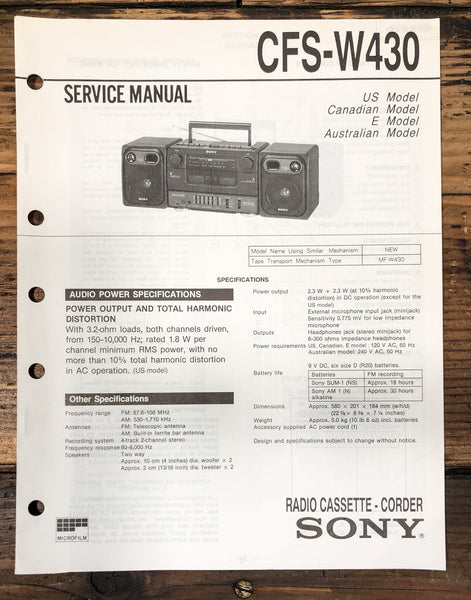 CFS-W430
SERVICE MANUAL
US Model
Canadian Model
E Model
Australian Model
SONY
SONY
SONY
Model Name Using Similar Mechanism NEW
Tape Transport Mechanism Type MF-W430
SPECIFICATIONS
AUDIO POWER SPECIFICATIONS
POWER OUTPUT AND TOTAL HARMONIC
DISTORTION
With 3.2-ohm loads, both channels driven,
from 150-10,000 Hz; rated 1.8 W per
channel minimum RMS power, with no
more than 10% total harmonic distortion
in AC operation. (US model)
Other Specifications
Frequency range FM: 87.6-108 MHz
AM: 530-1,710 kHz
Antennas FM: Telescopic antenna
AM: Built-in ferrite bar antenna
Recording system 4-track 2-channel stereo
Frequency response 80-8,000 Hz
Speakers Two way
Approx. 10 cm (4 inches) dia. woofer × 2
Approx. 2 cm (13/16 inch) dia. tweeter × 2
Power output 2.3 W + 2.3 W (at 10% harmonic
distortion) in DC operation (except for the
US model)
Input External microphone input jack (minijack)
Sensitivity 0.775 mV for low impedance
microphone
Outputs Headphones jack (stereo minijack) for
8-300 ohms impedance headphones
Power requirements US, Canadian, E model: 120 V AC, 60 Hz
Australian model: 240 V AC, 50 Hz
9 V DC, six size D (R20) batteries.
Battery life
Batteries FM recording
Sony SUM-1 (NS) Approx. 18 hours
Sony AM 1 (N) alkaline Approx. 30 hours
Dimensions Approx. 580 × 201 × 184 mm (w/h/d)
(22 7/8 × 8 × 7 1/4 inches)
Weight Approx. 5.0 kg (10 lb 6 oz) incl. batteries
Accessory supplied AC power cord (1)
Design and specifications subject to change without notice.
MICROFILM
RADIO CASSETTE-CORDER
SONY®